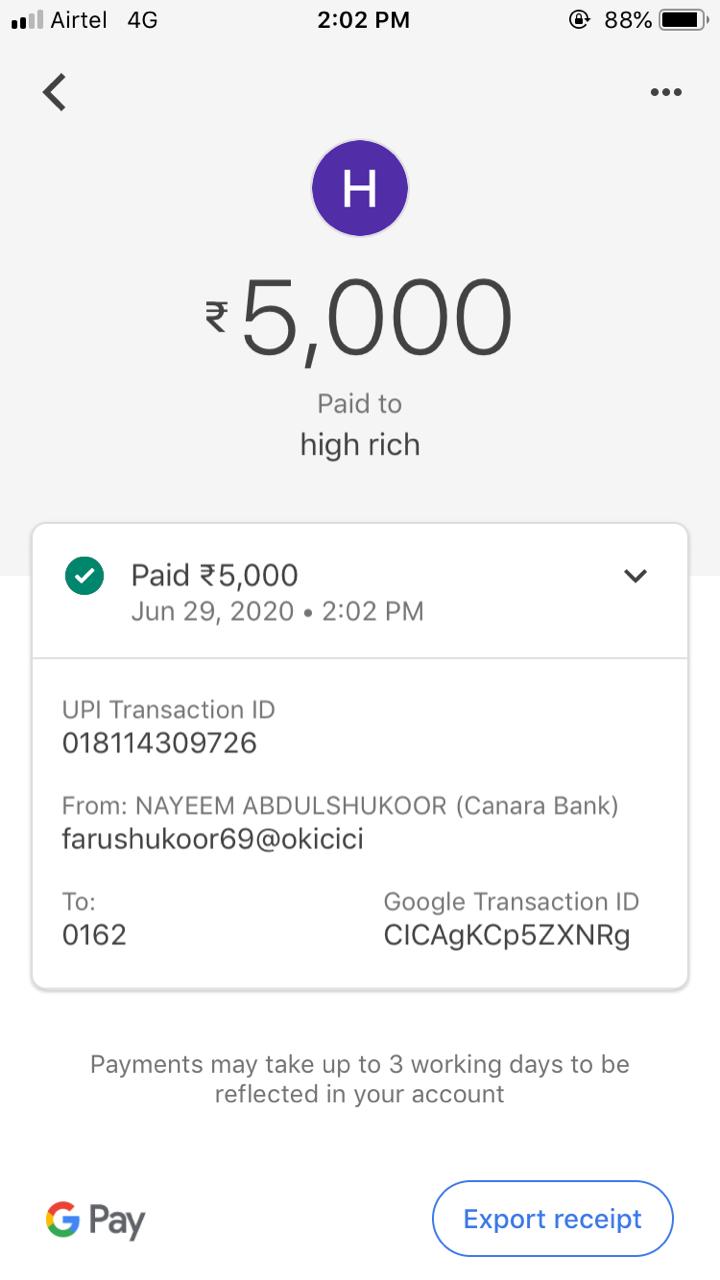 Airtel 4G 2:02 PM 88%
H
₹5,000
Paid to
high rich
Paid ₹5,000
Jun 29, 2020 • 2:02 PM
UPI Transaction ID
018114309726
From: NAYEEM ABDULSHUKOOR (Canara Bank)
farushukoor69@okicici
To:
0162
Google Transaction ID
CICAgKCp5ZXNRg
Payments may take up to 3 working days to be
reflected in your account
G Pay
Export receipt